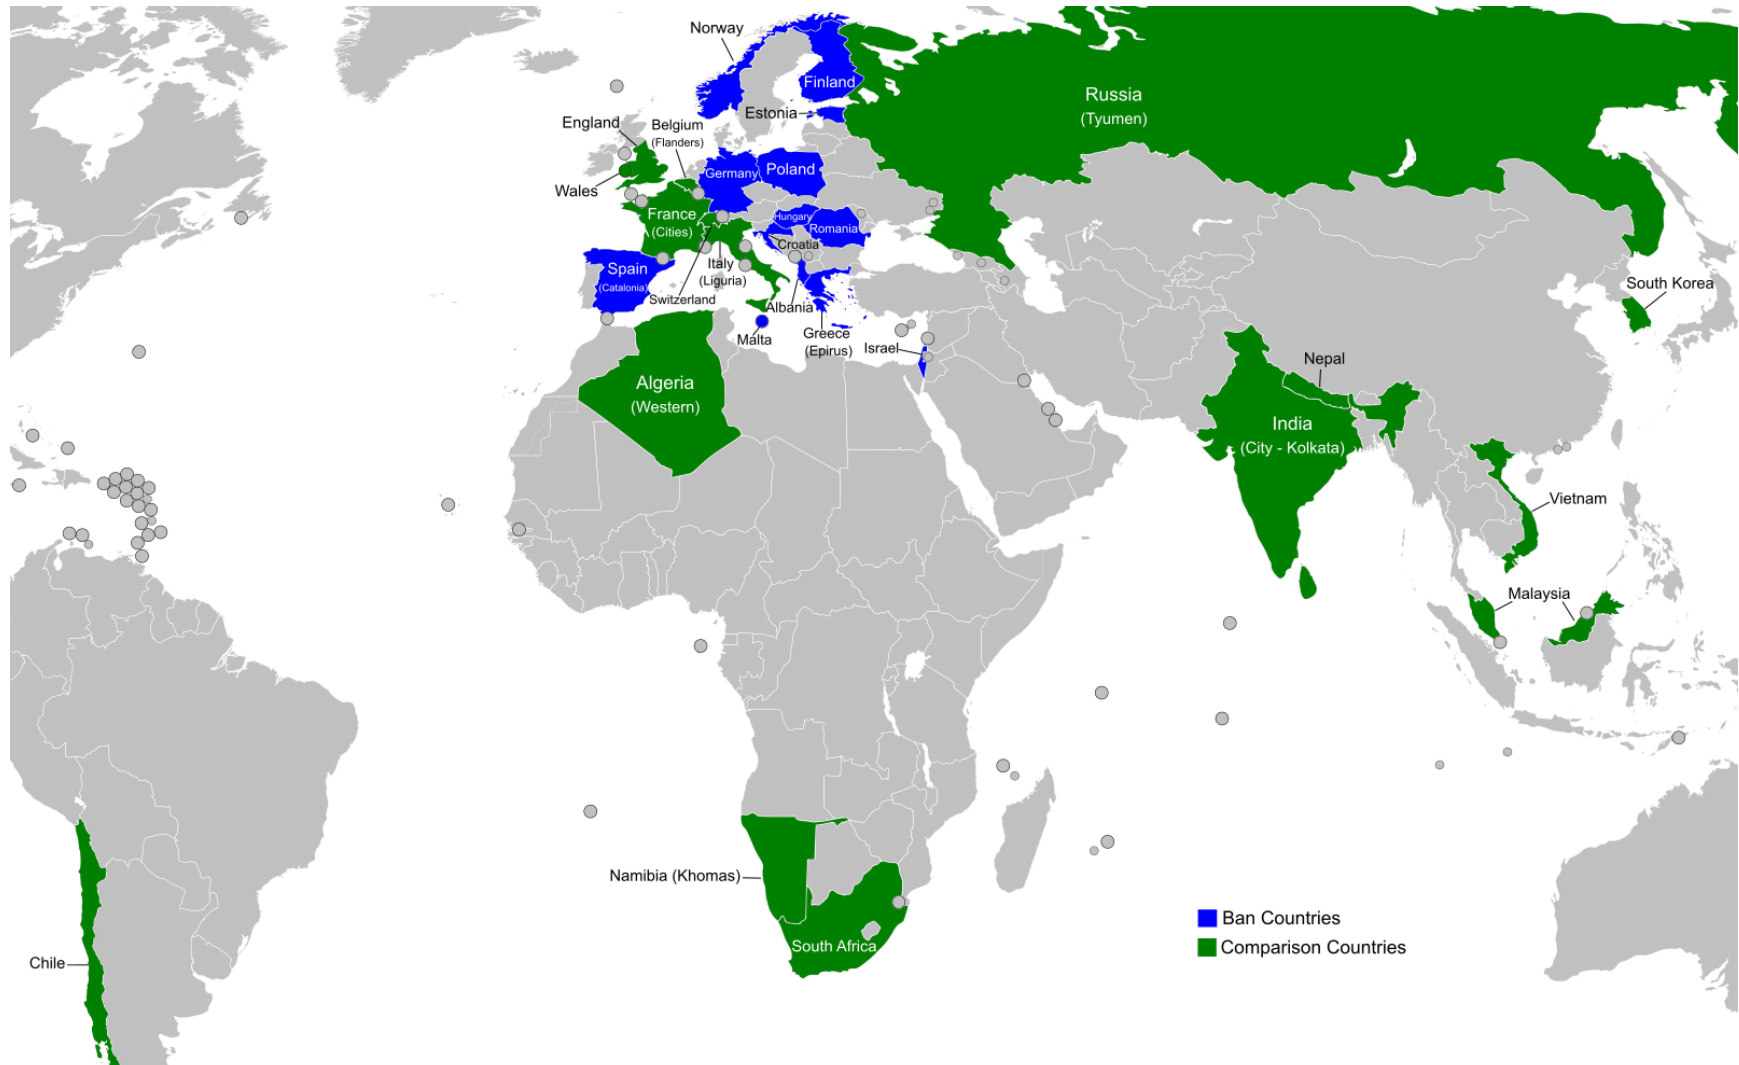 Norway
Finland
Estonia
Russia
(Tyumen)
England
Belgium
(Flanders)
Wales
Germany
Poland
France
(Cities)
Hungary
Romania
Croatia
Spain
(Catalonia)
Italy
(Liguria)
Switzerland
Albania
Malta
Greece
(Epirus)
Israel
South Korea
Algeria
(Western)
Nepal
India
(City - Kolkata)
Vietnam
Malaysia
Namibia (Khomas)
South Africa
Chile
Ban Countries
Comparison Countries